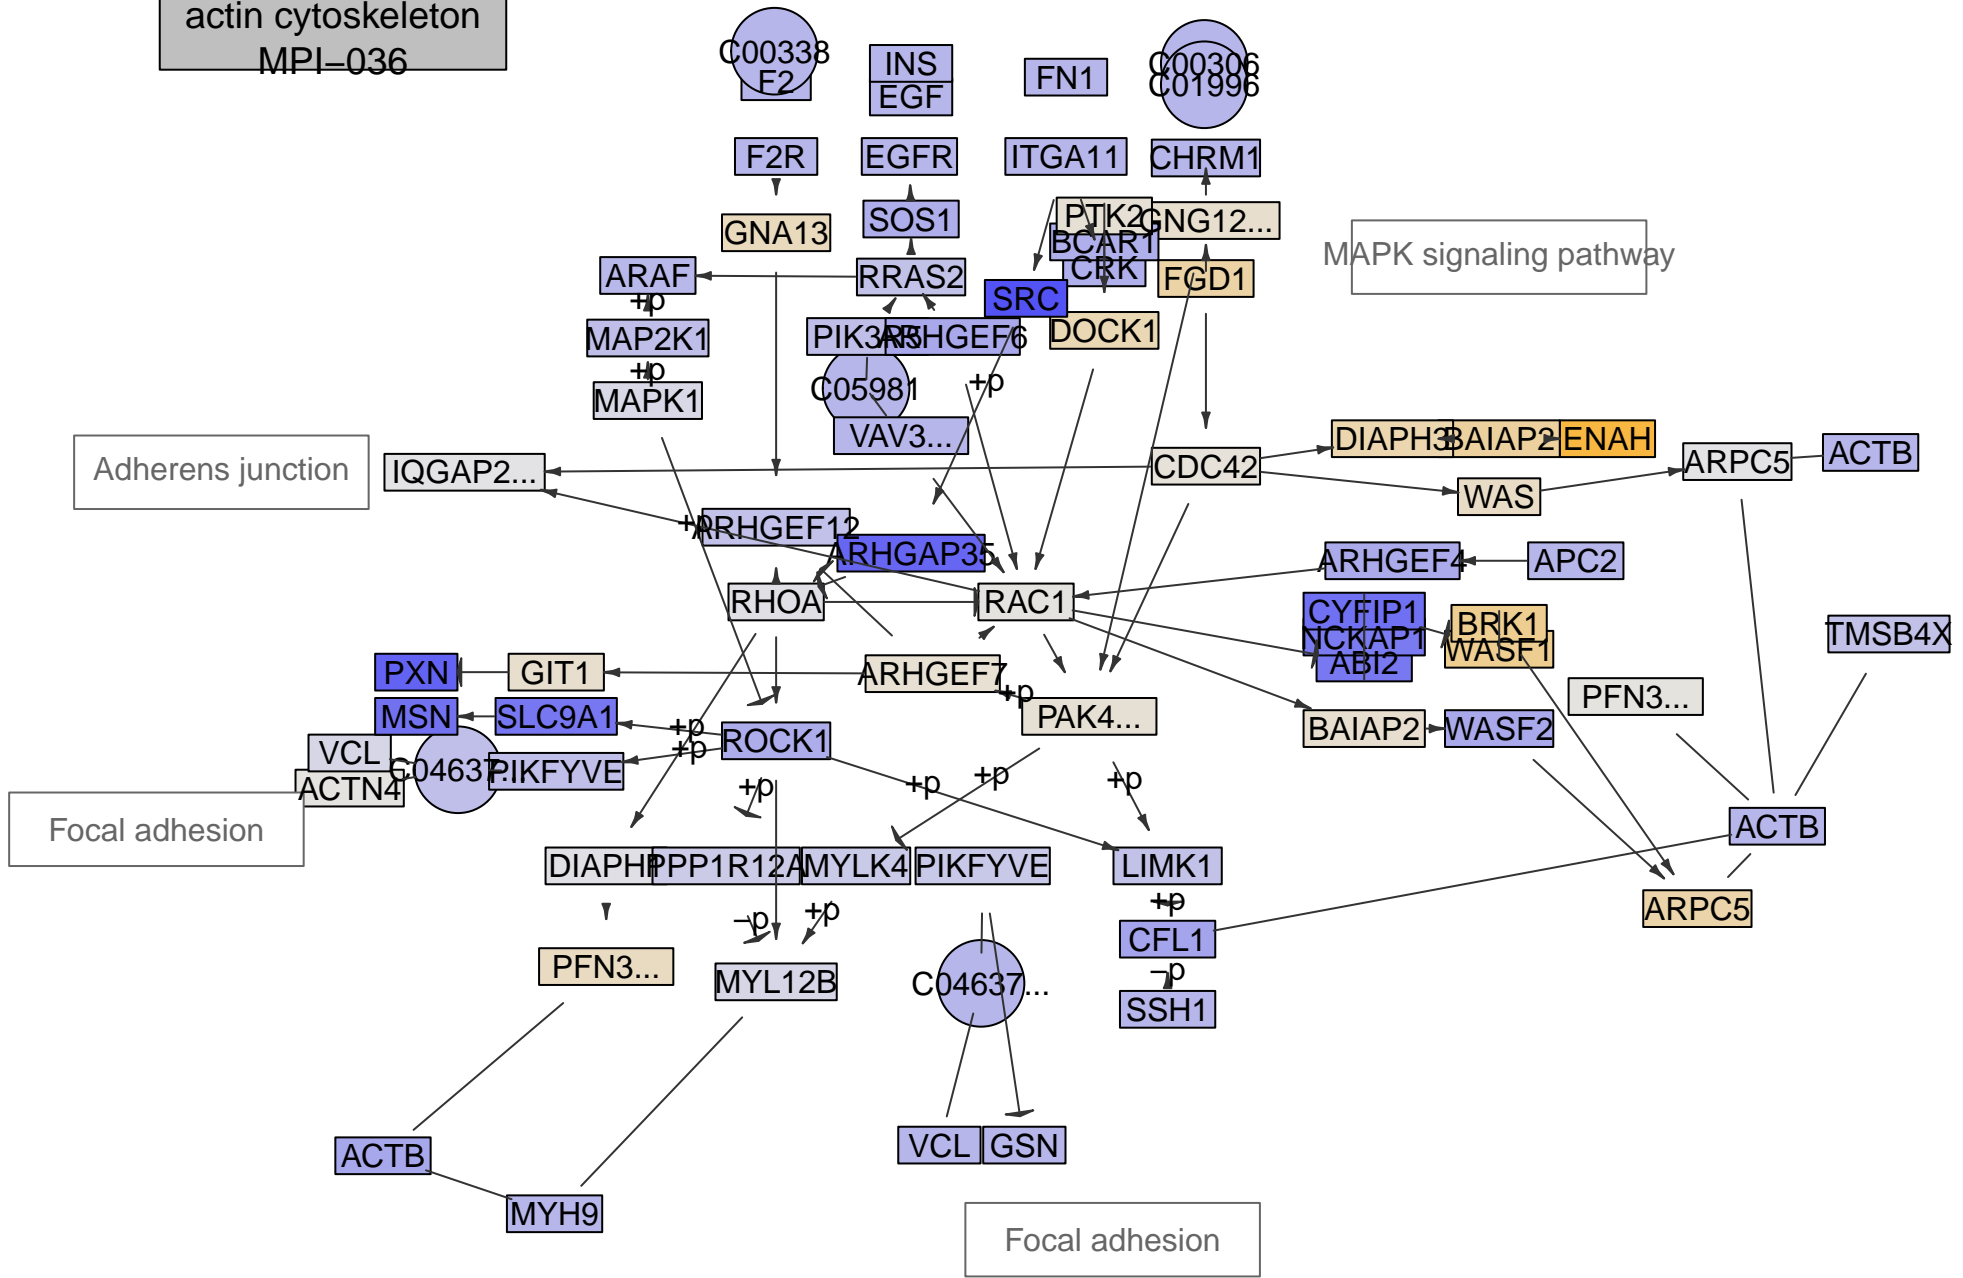 actin cytoskeleton
MPI−036
C00338
F2
INS
EGF
FN1
C00306
C01996
F2R
EGFR
ITGA11
CHRM1
GNA13
SOS1
PTK2
GNG12...
BCAR1
CRK
MAPK signaling pathway
ARAF
RRAS2
SRC
FGD1
+p
MAP2K1
ARHGEF6
DOCK1
+p
MAPK1
C05981
+p
VAV3...
Adherens junction
IQGAP2...
CDC42
DIAPH3
BAIAP2
ENAH
ARPC5
ACTB
WAS
+p
ARHGEF12
ARHGAP35
ARHGEF4
APC2
RHOA
RAC1
CYFIP1
NCKAP1
ABI2
BRK1
WASF1
TMSB4X
PXN
GIT1
ARHGEF7
+p
PFN3...
MSN
SLC9A1
+p
ROCK1
PAK4...
BAIAP2
WASF2
VCL
ACTN4
C04637...
PIKFYVE
+p
+p
+p
+p
+p
Focal adhesion
PPP1R12A
MYLK4
PIKFYVE
LIMK1
ACTB
−p
+p
+p
CFL1
ARPC5
PFN3...
MYL12B
C04637...
−p
SSH1
ACTB
VCL
GSN
MYH9
Focal adhesion